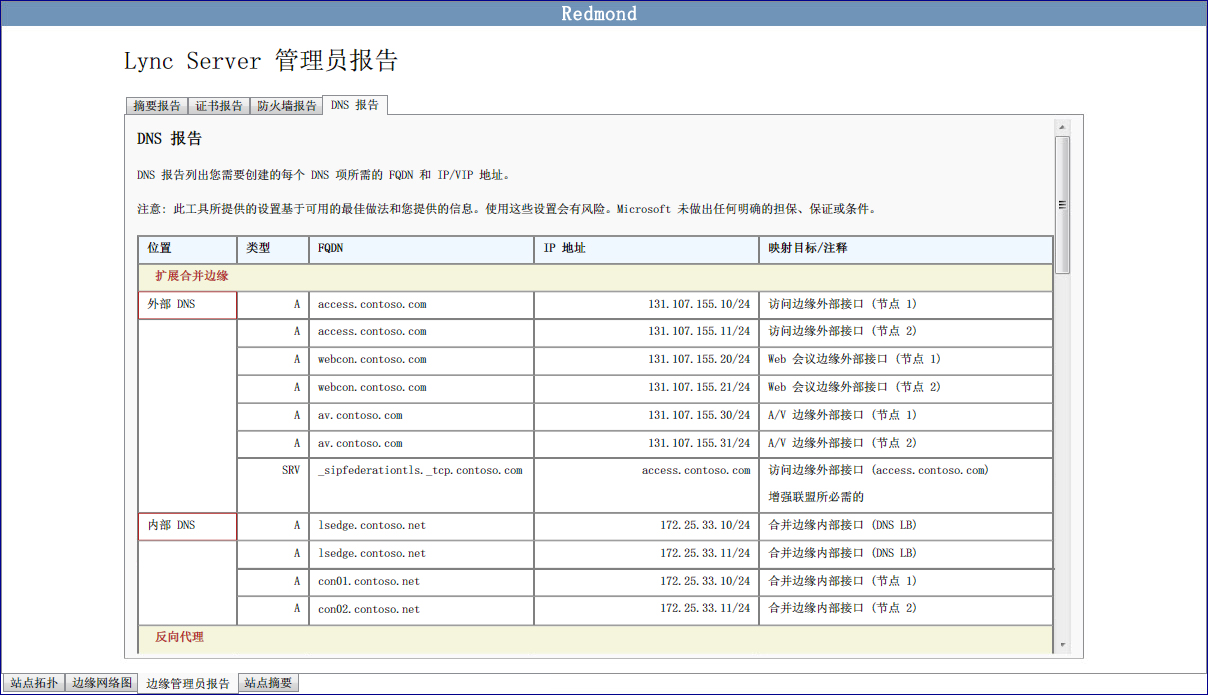 Redmond
Lync Server 管理员报告
摘要报告 证书报告 防火墙报告 DNS 报告
DNS 报告
DNS 报告列出您需要创建的每个 DNS 项所需的 FQDN 和 IP/VIP 地址。
注意: 此工具所提供的设置基于可用的最佳做法和您提供的信息。使用这些设置会有风险。Microsoft 未做出任何明确的担保、保证或条件。
位置 类型 FQDN IP 地址 映射目标/注释
扩展合并边缘
外部 DNS A access.contoso.com 131.107.155.10/24 访问边缘外部接口 (节点 1)
A access.contoso.com 131.107.155.11/24 访问边缘外部接口 (节点 2)
A webcon.contoso.com 131.107.155.20/24 Web 会议边缘外部接口 (节点 1)
A webcon.contoso.com 131.107.155.21/24 Web 会议边缘外部接口 (节点 2)
A av.contoso.com 131.107.155.30/24 A/V 边缘外部接口 (节点 1)
A av.contoso.com 131.107.155.31/24 A/V 边缘外部接口 (节点 2)
SRV _sipfederationtls._tcp.contoso.com access.contoso.com 访问边缘外部接口 (access.contoso.com)
增强联盟所必需的
内部 DNS A lsedge.contoso.net 172.25.33.10/24 合并边缘内部接口 (DNS LB)
A lsedge.contoso.net 172.25.33.11/24 合并边缘内部接口 (DNS LB)
A con01.contoso.net 172.25.33.10/24 合并边缘内部接口 (节点 1)
A con02.contoso.net 172.25.33.11/24 合并边缘内部接口 (节点 2)
反向代理
站点拓扑 边缘网络图 边缘管理员报告 站点摘要